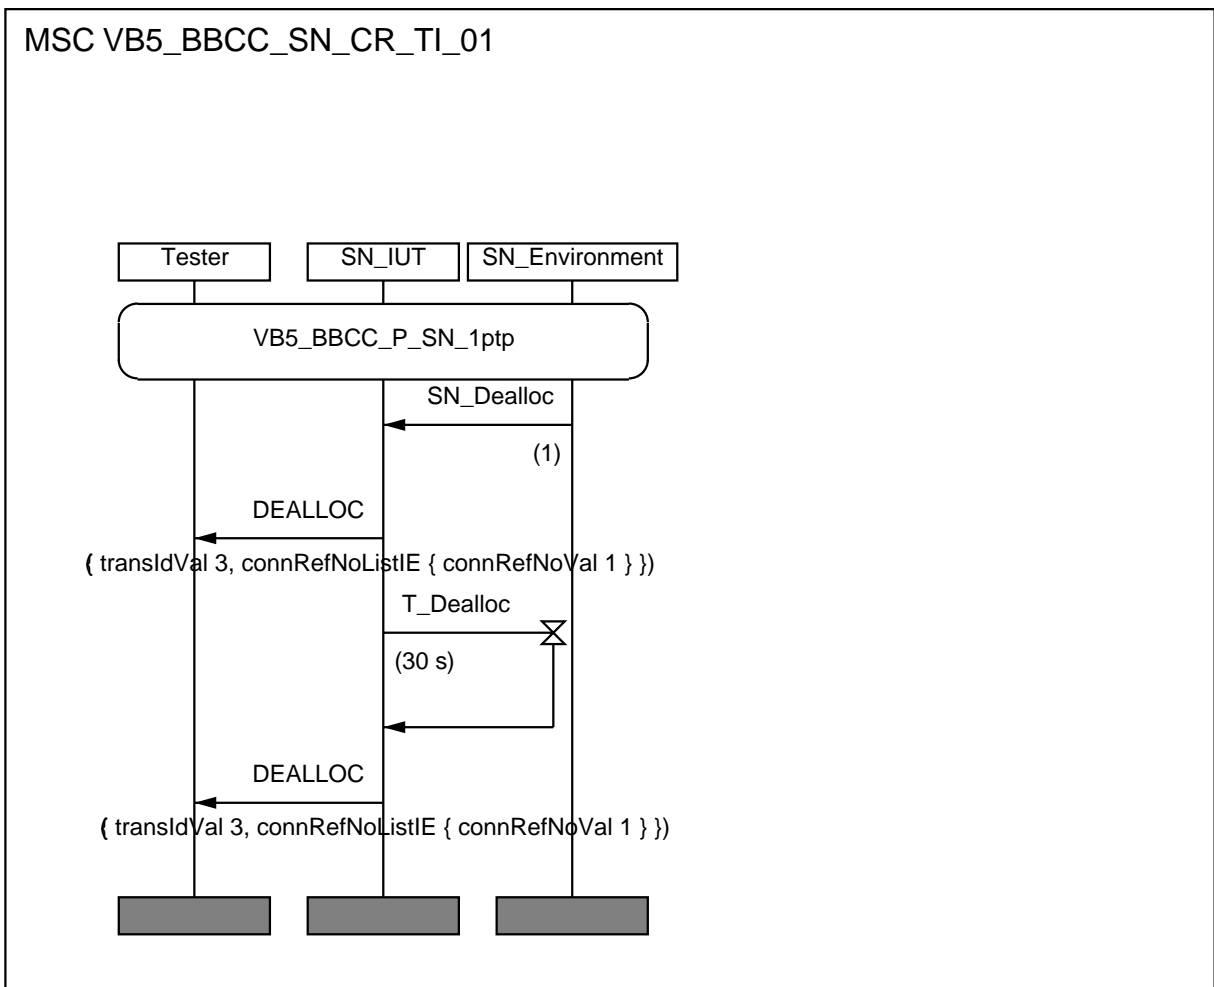 MSC VB5_BBCC_SN_CR_TI_01
Tester SN_IUT SN_Environment
VB5_BBCC_P_SN_1ptp
SN_Dealloc
(1)
DEALLOC
( { transIdVal 3, connRefNoListIE { connRefNoVal 1 } })
T_Dealloc
(30 s)
DEALLOC
( { transIdVal 3, connRefNoListIE { connRefNoVal 1 } })